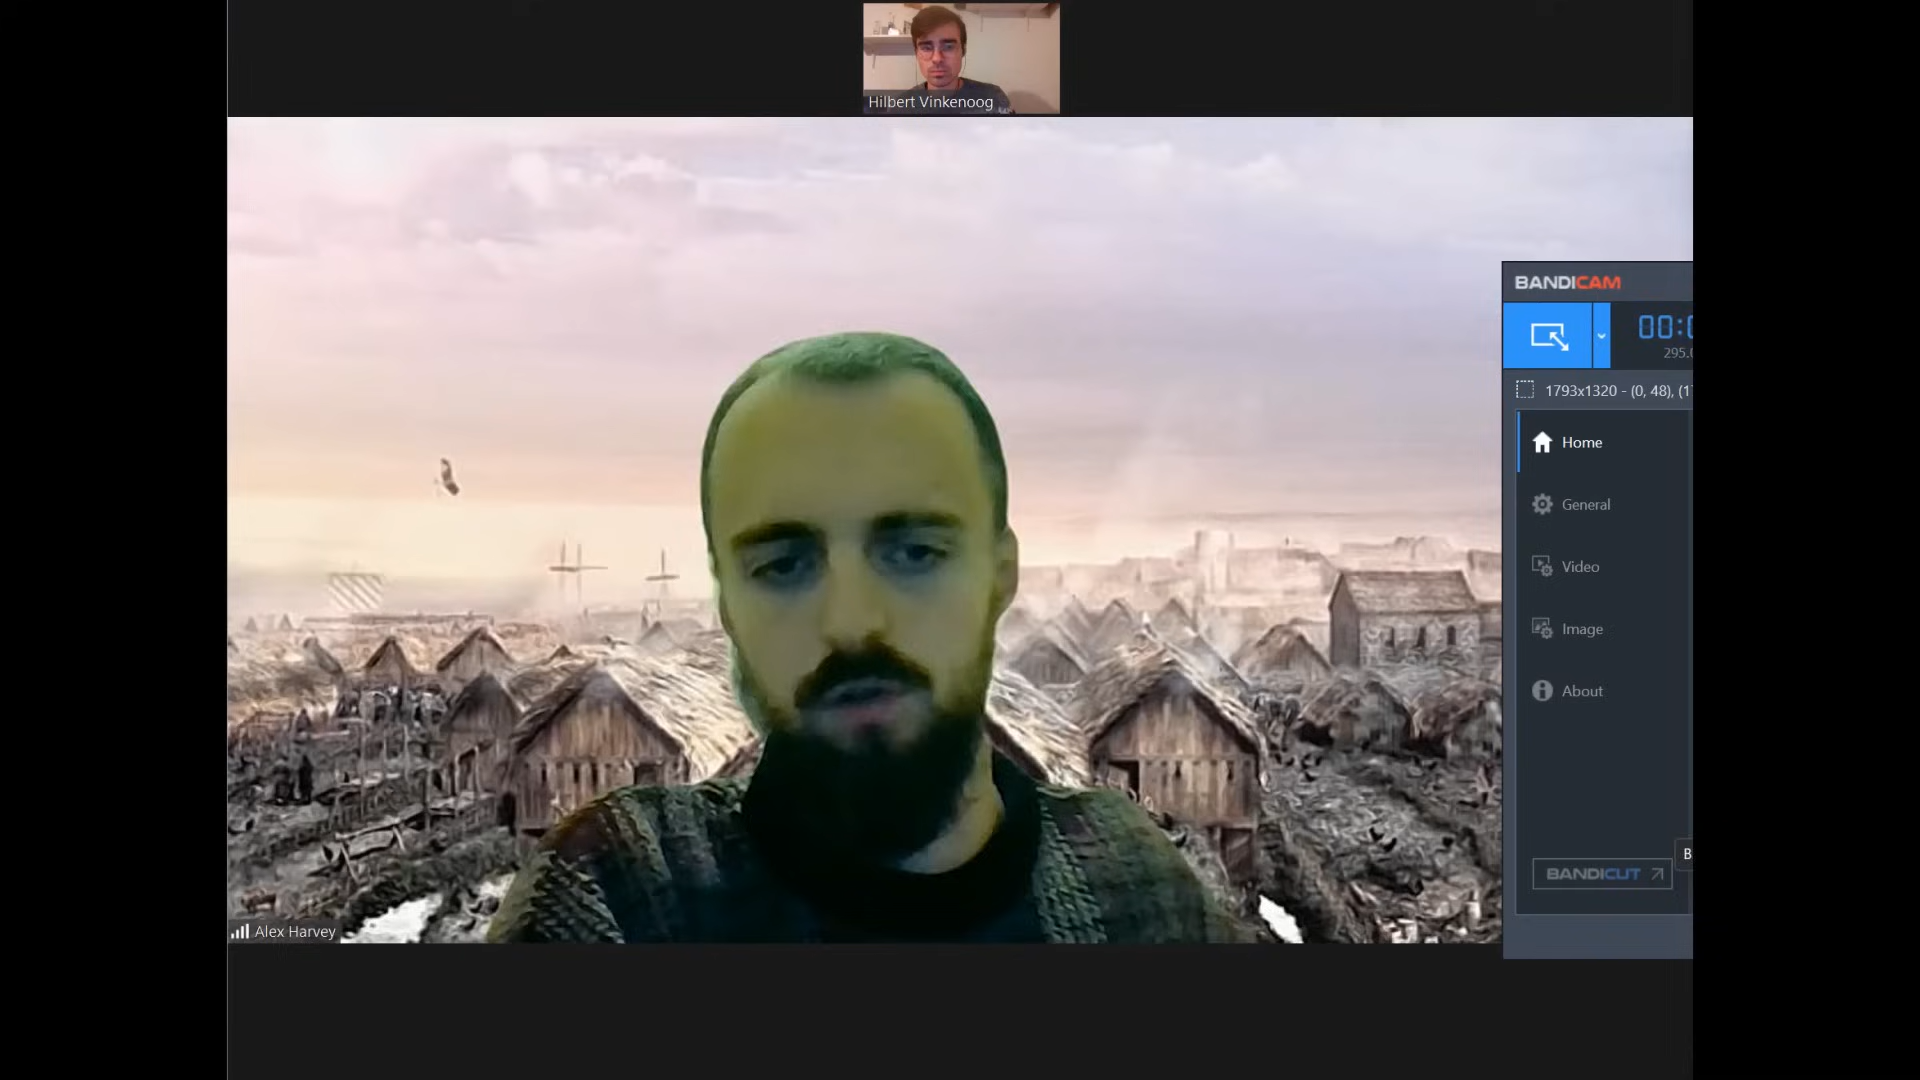 Hilbert Vinkenoog
BANDICAM
1793x1320 - (0, 48), (1
Home
General
Video
Image
About
B
BANDICUT
Alex Harvey